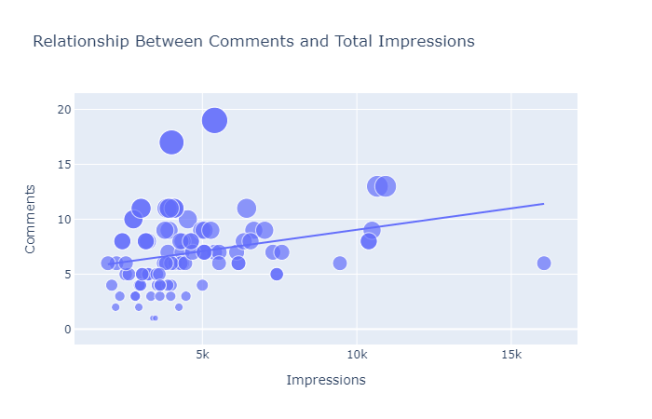 Relationship Between Comments and Total Impressions
20
15
10
5
0
Comments
5k
10k
15k
Impressions